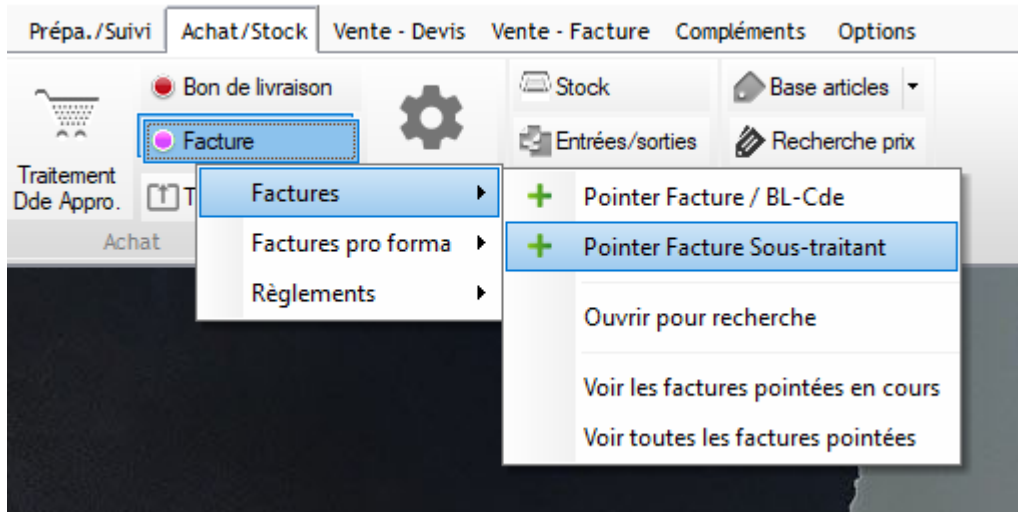 Prépa./Suivi Achat/Stock Vente - Devis Vente - Facture Compléments Options
Bon de livraison Stock Base articles
Facture Entrées/sorties Recherche prix
Traitement
Dde Appro. T
Achat
Factures
Factures pro forma
Règlements
Pointer Facture / BL-Cde
Pointer Facture Sous-traitant
Ouvrir pour recherche
Voir les factures pointées en cours
Voir toutes les factures pointées